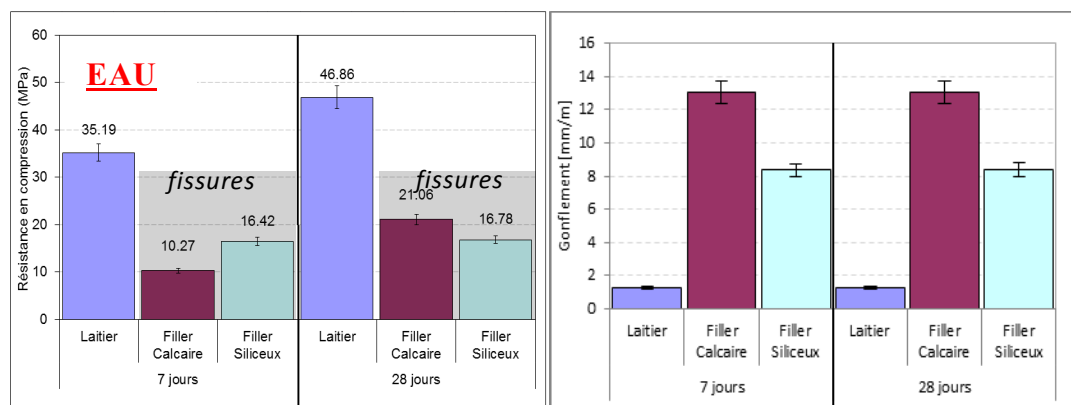 Résistance en compression (MPa)
60
50
40
30
20
10
0
EAU
35.19
10.27
16.42
46.86
21.06
16.78
fissures
fissures
Laitier
Filler
Calcaire
Filler
Siliceux
Laitier
Filler
Calcaire
Filler
Siliceux
7 jours
28 jours
Gonflement [mm/m]
16
14
12
10
8
6
4
2
0
Laitier
Filler
Calcaire
Filler
Siliceux
Laitier
Filler
Calcaire
Filler
Siliceux
7 jours
28 jours